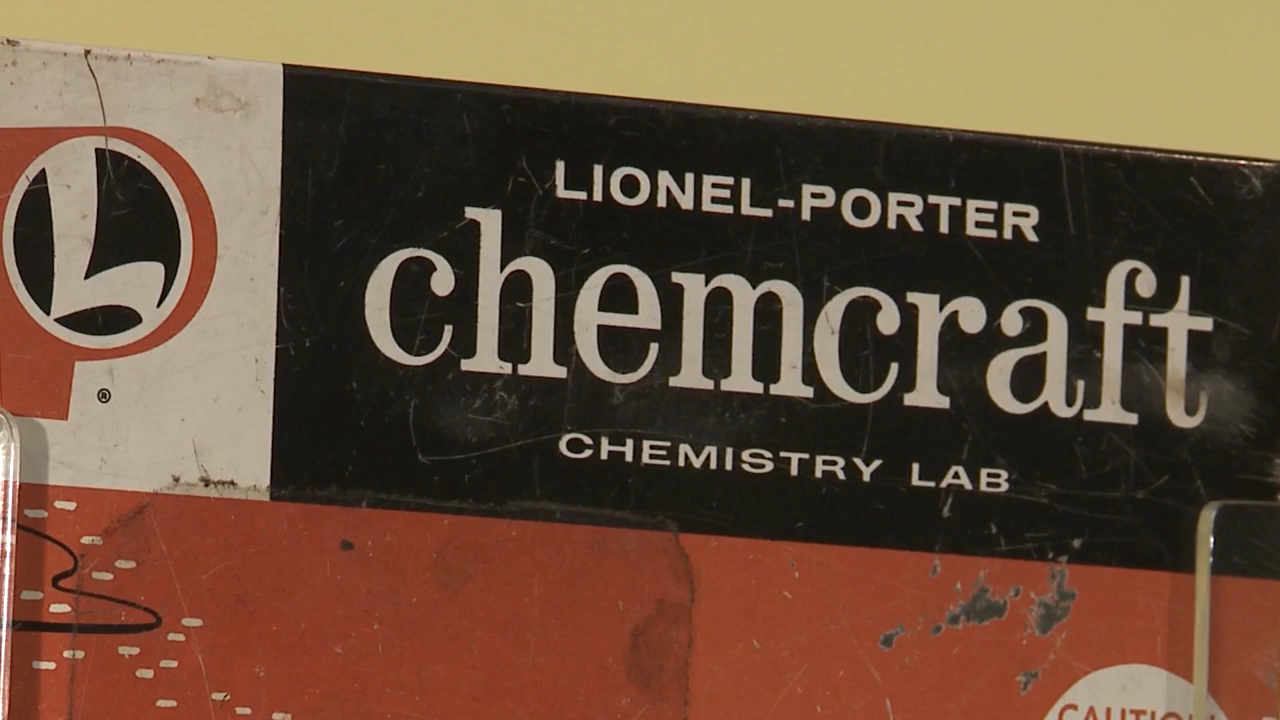 LIONEL-PORTER
chemcraft
CHEMISTRY LAB
L
®
CAUTION